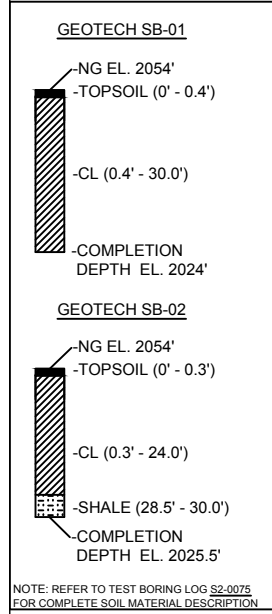 GEOTECH SB-01
-NG EL. 2054'
-TOPSOIL (0' - 0.4')
-CL (0.4' - 30.0')
-COMPLETION
DEPTH EL. 2024'
GEOTECH SB-02
-NG EL. 2054'
-TOPSOIL (0' - 0.3')
-CL (0.3' - 24.0')
-SHALE (28.5' - 30.0')
-COMPLETION
DEPTH EL. 2025.5'
NOTE: REFER TO TEST BORING LOG S2-0075
FOR COMPLETE SOIL MATERIAL DESCRIPTION